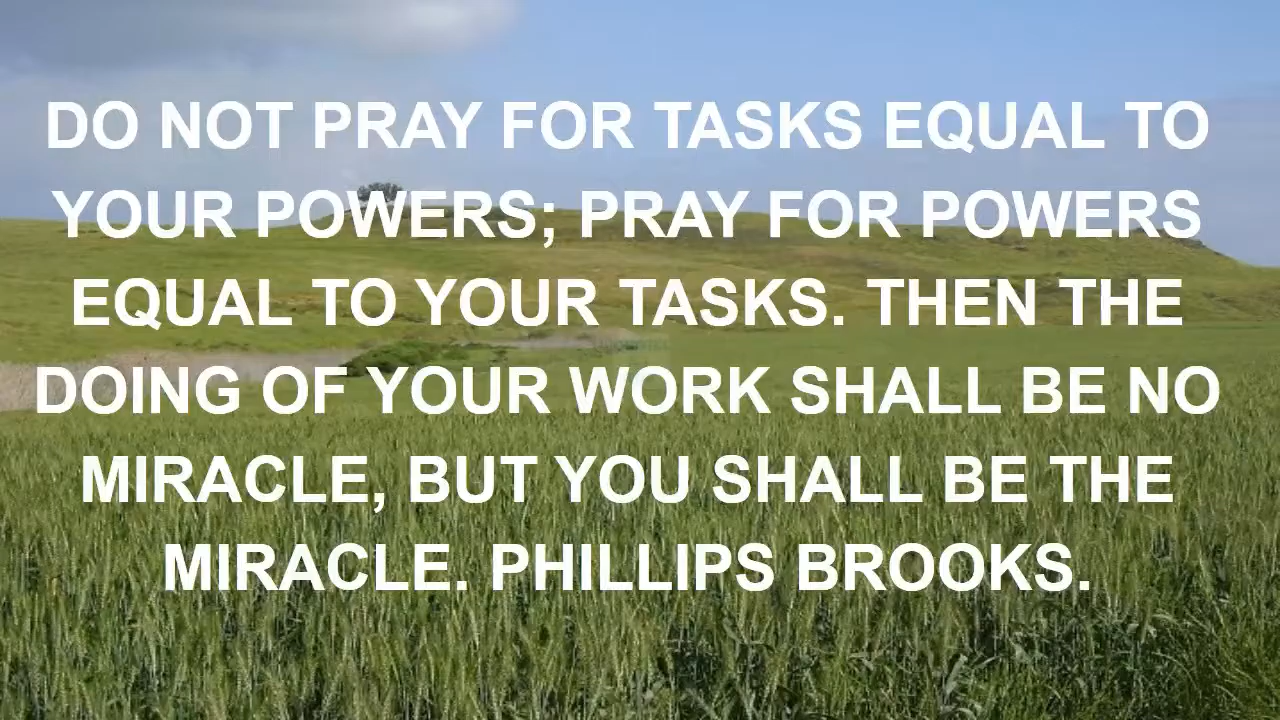 DO NOT PRAY FOR TASKS EQUAL TO
YOUR POWERS; PRAY FOR POWERS
EQUAL TO YOUR TASKS. THEN THE
DOING OF YOUR WORK SHALL BE NO
MIRACLE, BUT YOU SHALL BE THE
MIRACLE. PHILLIPS BROOKS.